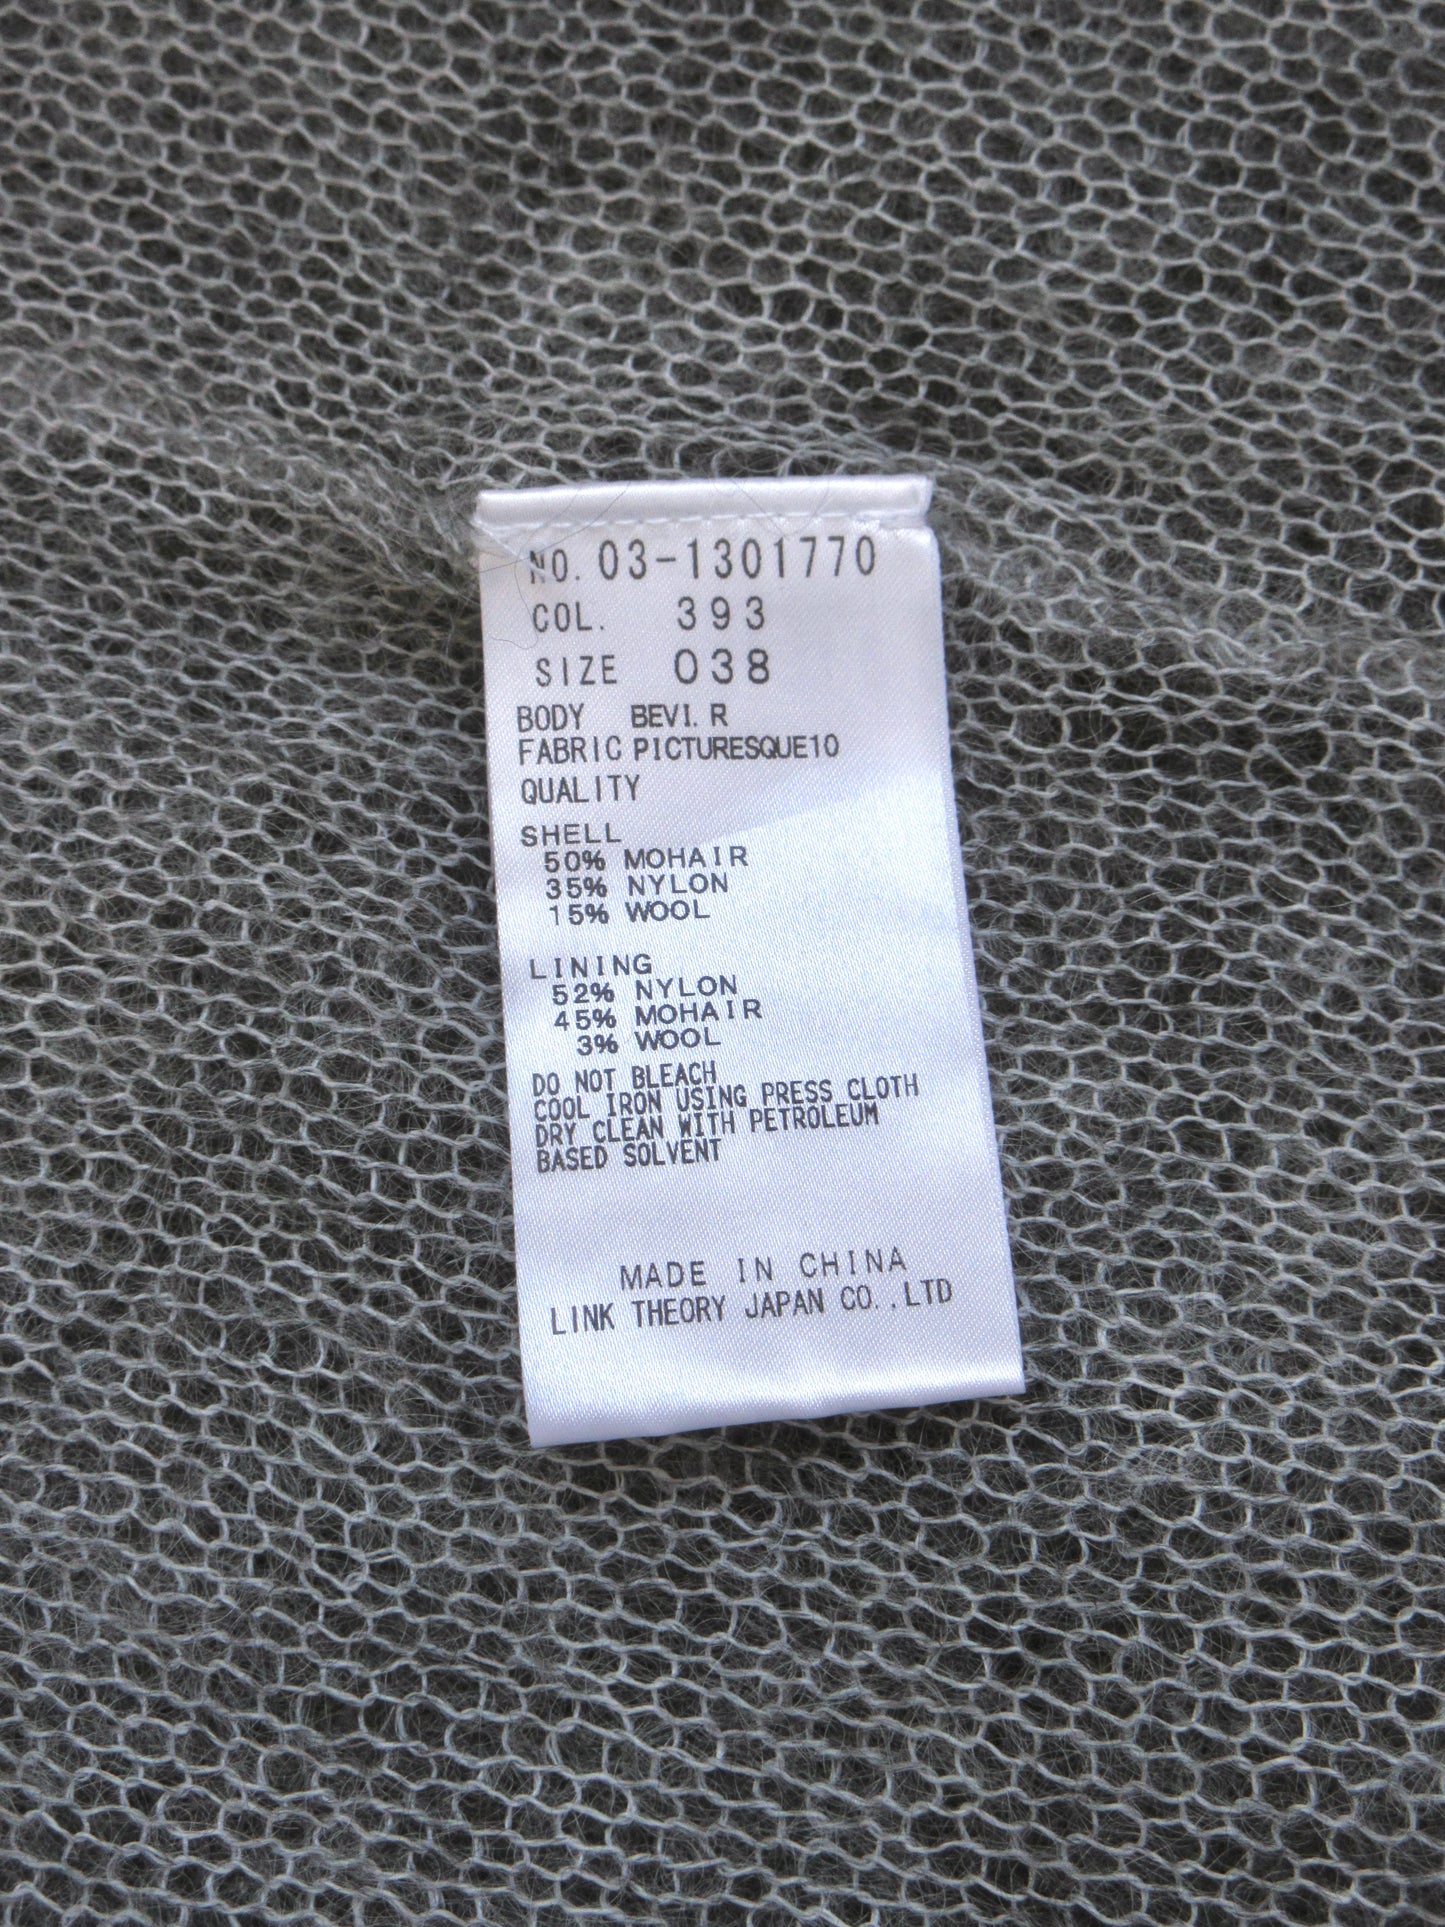 NO. 03-1301770
COL. 393
SIZE 038
BODY BEVI. R
FABRIC PICTURESQUE10
QUALITY
SHELL
50% MOHAIR
35% NYLON
15% WOOL
LINING
52% NYLON
45% MOHAIR
3% WOOL
DO NOT BLEACH
COOL IRON USING PRESS CLOTH
DRY CLEAN WITH PETROLEUM
BASED SOLVENT
MADE IN CHINA
LINK THEORY JAPAN CO.,LTD